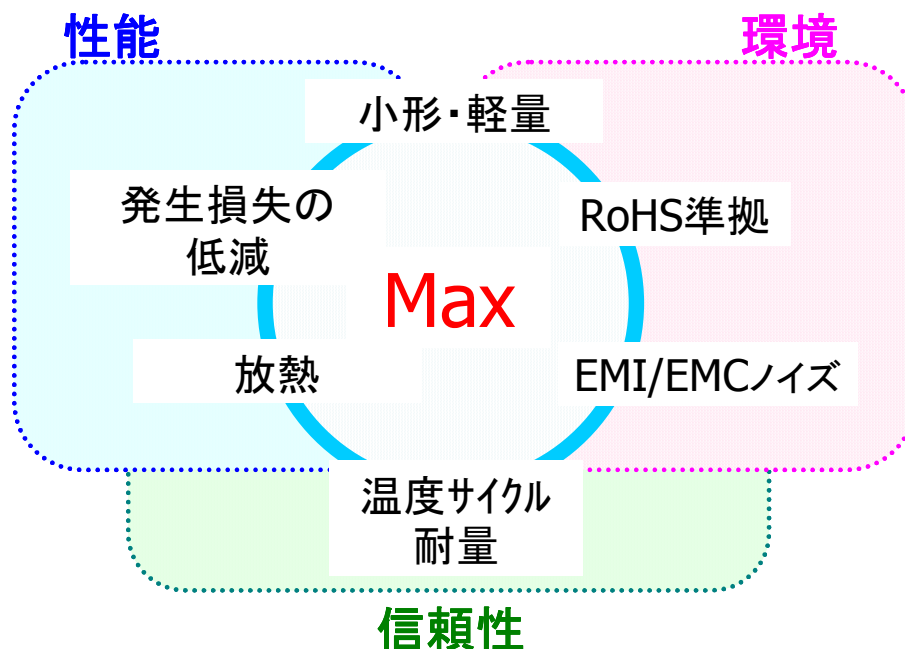 性能
環境
小形・軽量
発生損失の
低減
RoHS準拠
Max
放熱
EMI/EMCノイズ
温度サイクル
耐量
信頼性